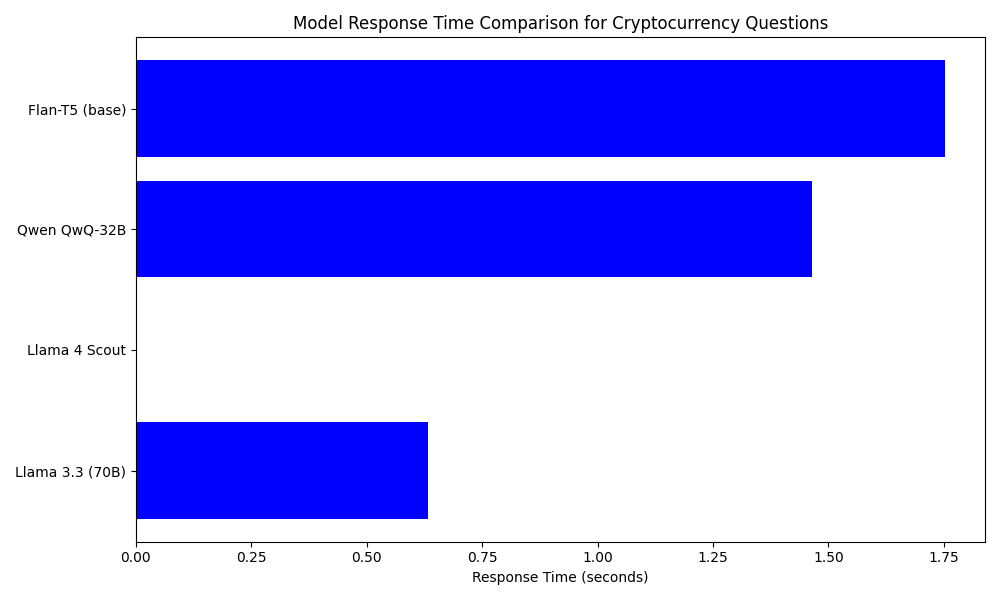 Model Response Time Comparison for Cryptocurrency Questions
Flan-T5 (base)
Qwen QwQ-32B
Llama 4 Scout
Llama 3.3 (70B)
0.00 0.25 0.50 0.75 1.00 1.25 1.50 1.75
Response Time (seconds)